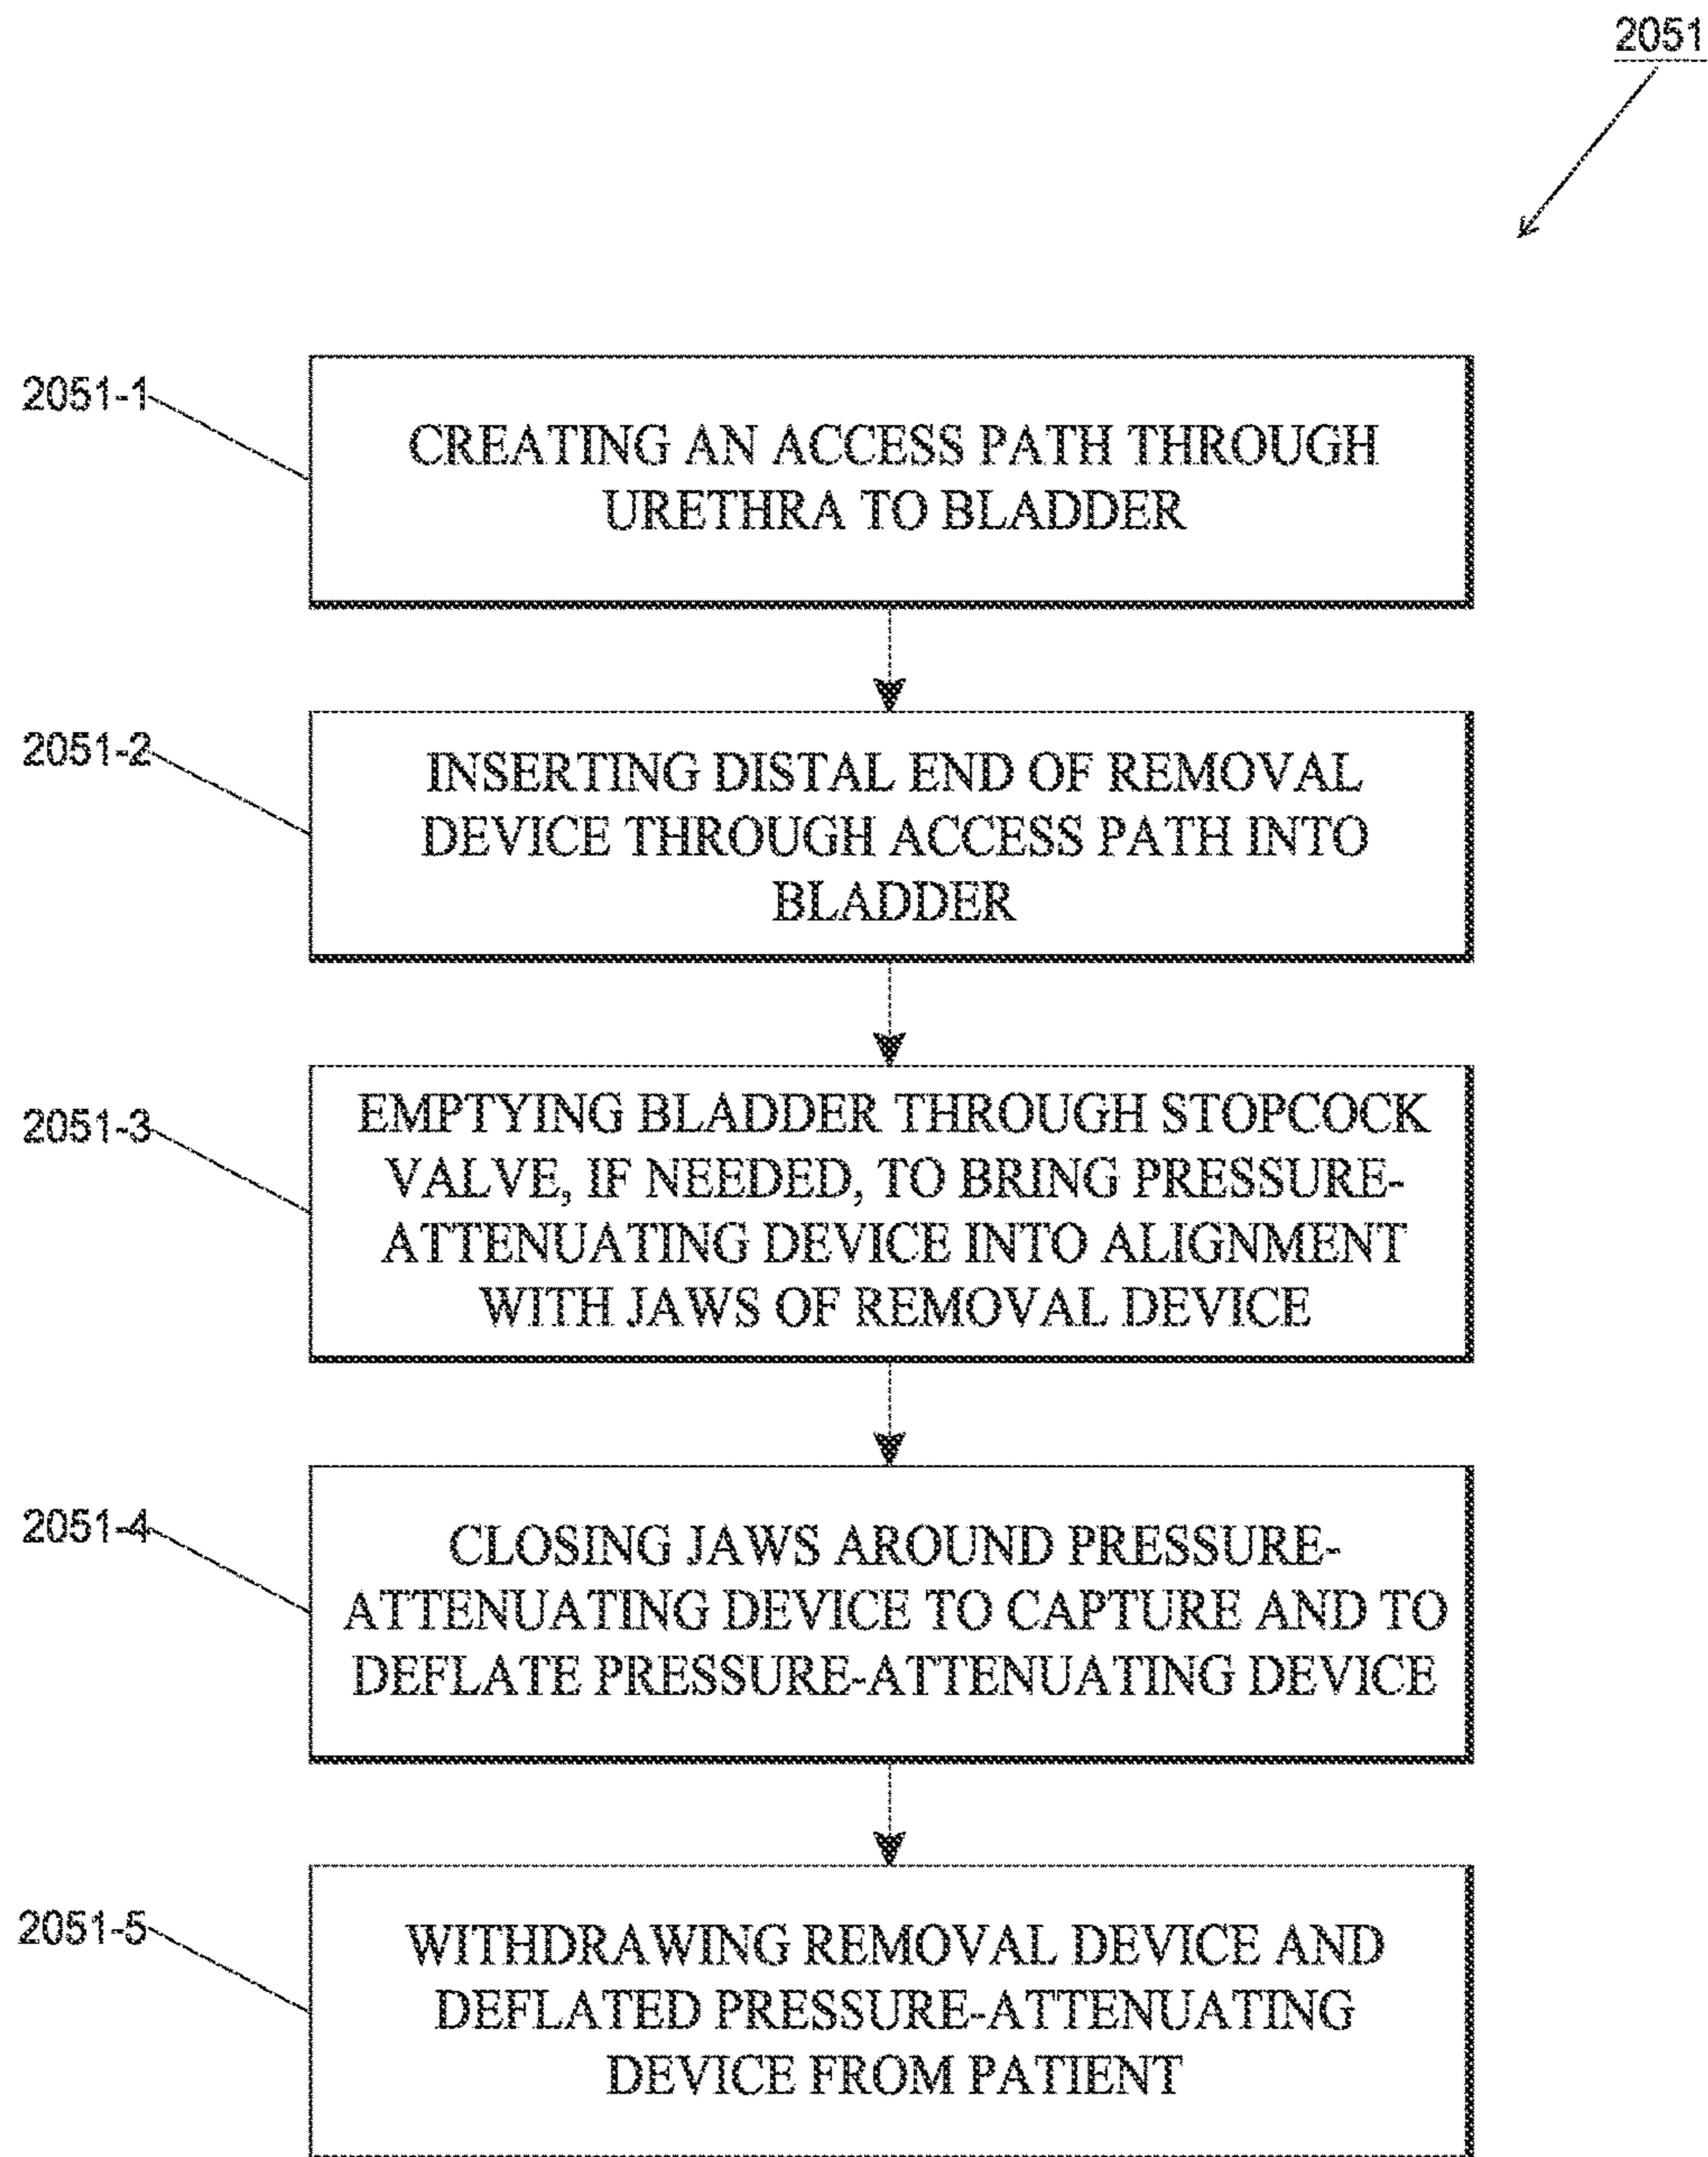 2051
2051-1
CREATING AN ACCESS PATH THROUGH
URETHRA TO BLADDER
2051-2
INSERTING DISTAL END OF REMOVAL
DEVICE THROUGH ACCESS PATH INTO
BLADDER
2051-3
EMPTYING BLADDER THROUGH STOPCOCK
VALVE, IF NEEDED, TO BRING PRESSURE-
ATTENUATING DEVICE INTO ALIGNMENT
WITH JAWS OF REMOVAL DEVICE
2051-4
CLOSING JAWS AROUND PRESSURE-
ATTENUATING DEVICE TO CAPTURE AND TO
DEFLATE PRESSURE-ATTENUATING DEVICE
2051-5
WITHDRAWING REMOVAL DEVICE AND
DEFLATED PRESSURE-ATTENUATING
DEVICE FROM PATIENT